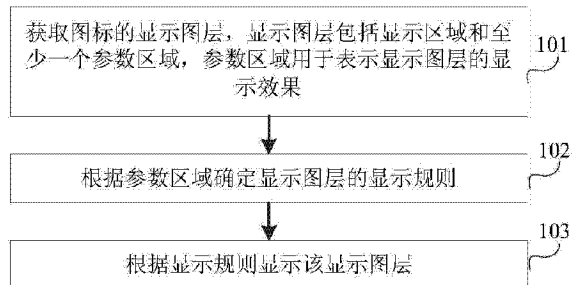 获取图标的显示图层，显示图层包括显示区域和至
少一个参数区域，参数区域用于表示显示图层的显
示效果
101
根据参数区域确定显示图层的显示规则
102
根据显示规则显示该显示图层
103